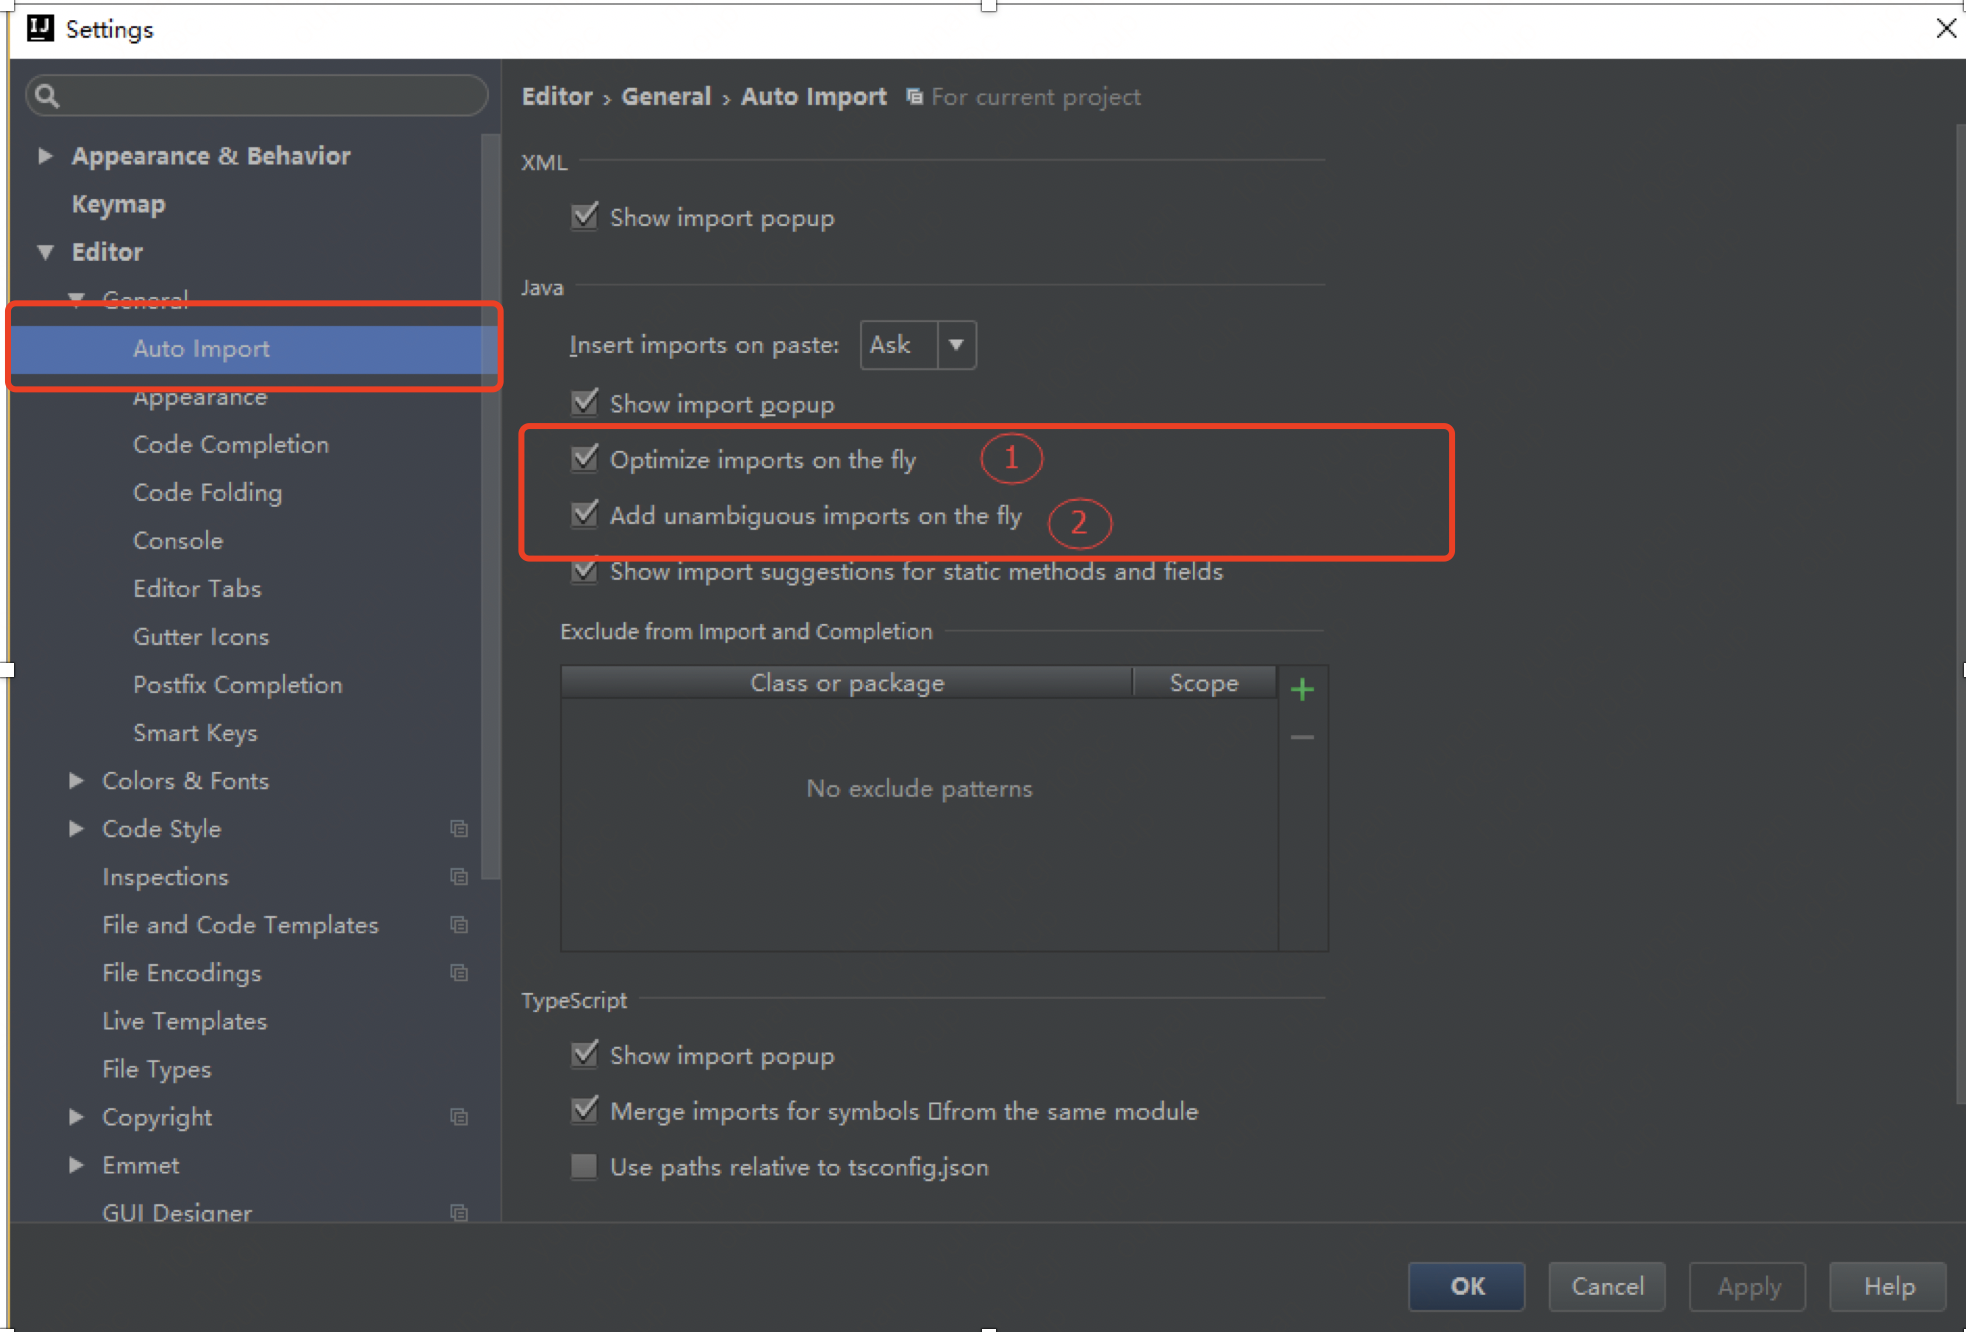 IJ Settings
Editor › General › Auto Import For current project
Appearance & Behavior
Keymap
Editor
General
Auto Import
Appearance
Code Completion
Code Folding
Console
Editor Tabs
Gutter Icons
Postfix Completion
Smart Keys
Colors & Fonts
Code Style
Inspections
File and Code Templates
File Encodings
Live Templates
File Types
Copyright
Emmet
GUI Designer
XML
Show import popup
Java
Insert imports on paste: Ask
Show import popup
Optimize imports on the fly 1
Add unambiguous imports on the fly 2
Show import suggestions for static methods and fields
Exclude from Import and Completion
Class or package Scope
No exclude patterns
TypeScript
Show import popup
Merge imports for symbols from the same module
Use paths relative to tsconfig.json
OK Cancel Apply Help